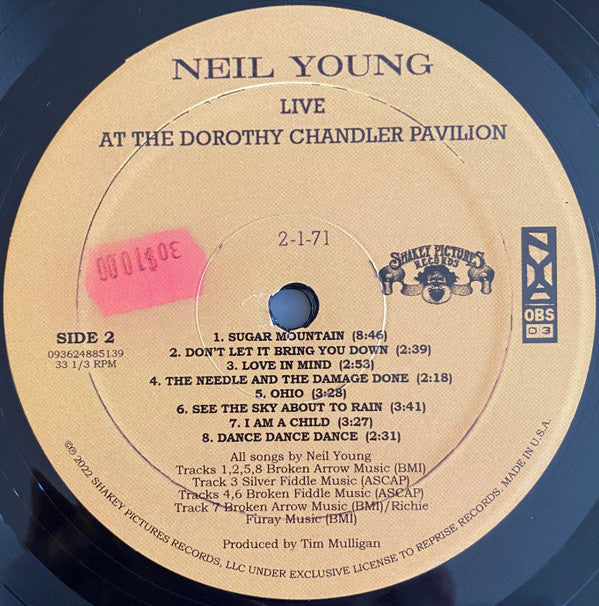 NEIL YOUNG
LIVE
AT THE DOROTHY CHANDLER PAVILION
2-1-71
SHAKEY PICTURES
RECORDS
NYA
OBS
03
SIDE 2
093624885139
33 1/3 RPM
1. SUGAR MOUNTAIN (8:46)
2. DON'T LET IT BRING YOU DOWN (2:39)
3. LOVE IN MIND (2:53)
4. THE NEEDLE AND THE DAMAGE DONE (2:18)
5. OHIO (3:28)
6. SEE THE SKY ABOUT TO RAIN (3:41)
7. I AM A CHILD (3:27)
8. DANCE DANCE DANCE (2:31)
All songs by Neil Young
Tracks 1,2,5,8 Broken Arrow Music (BMI)
Track 3 Silver Fiddle Music (ASCAP)
Tracks 4,6 Broken Fiddle Music (ASCAP)
Track 7 Broken Arrow Music (BMI)/Richie
Furay Music (BMI)
Produced by Tim Mulligan
©℗ 2022 SHAKEY PICTURES RECORDS, LLC UNDER EXCLUSIVE LICENSE TO REPRISE RECORDS. MADE IN U.S.A.